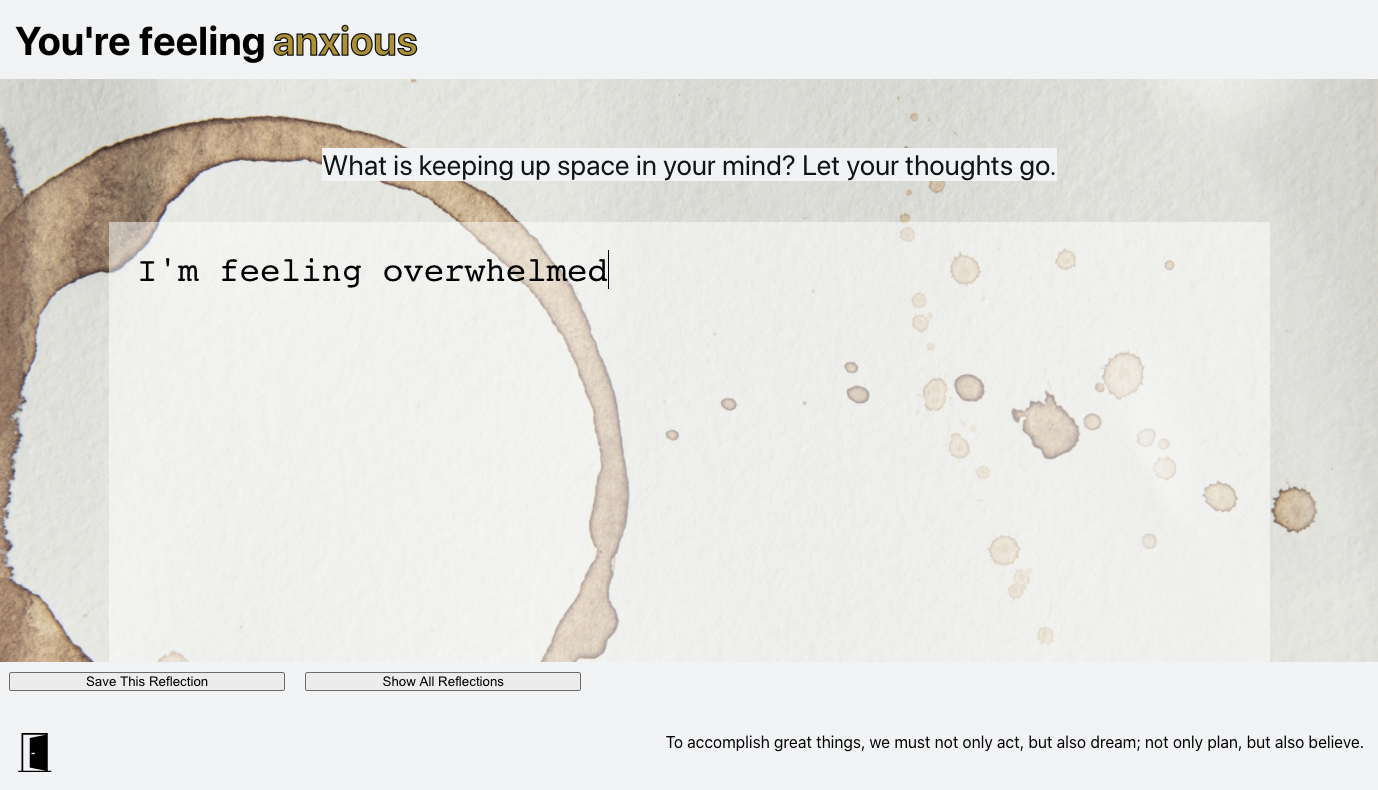 You're feeling anxious
What is keeping up space in your mind? Let your thoughts go.
I'm feeling overwhelmed
Save This Reflection
Show All Reflections
To accomplish great things, we must not only act, but also dream; not only plan, but also believe.